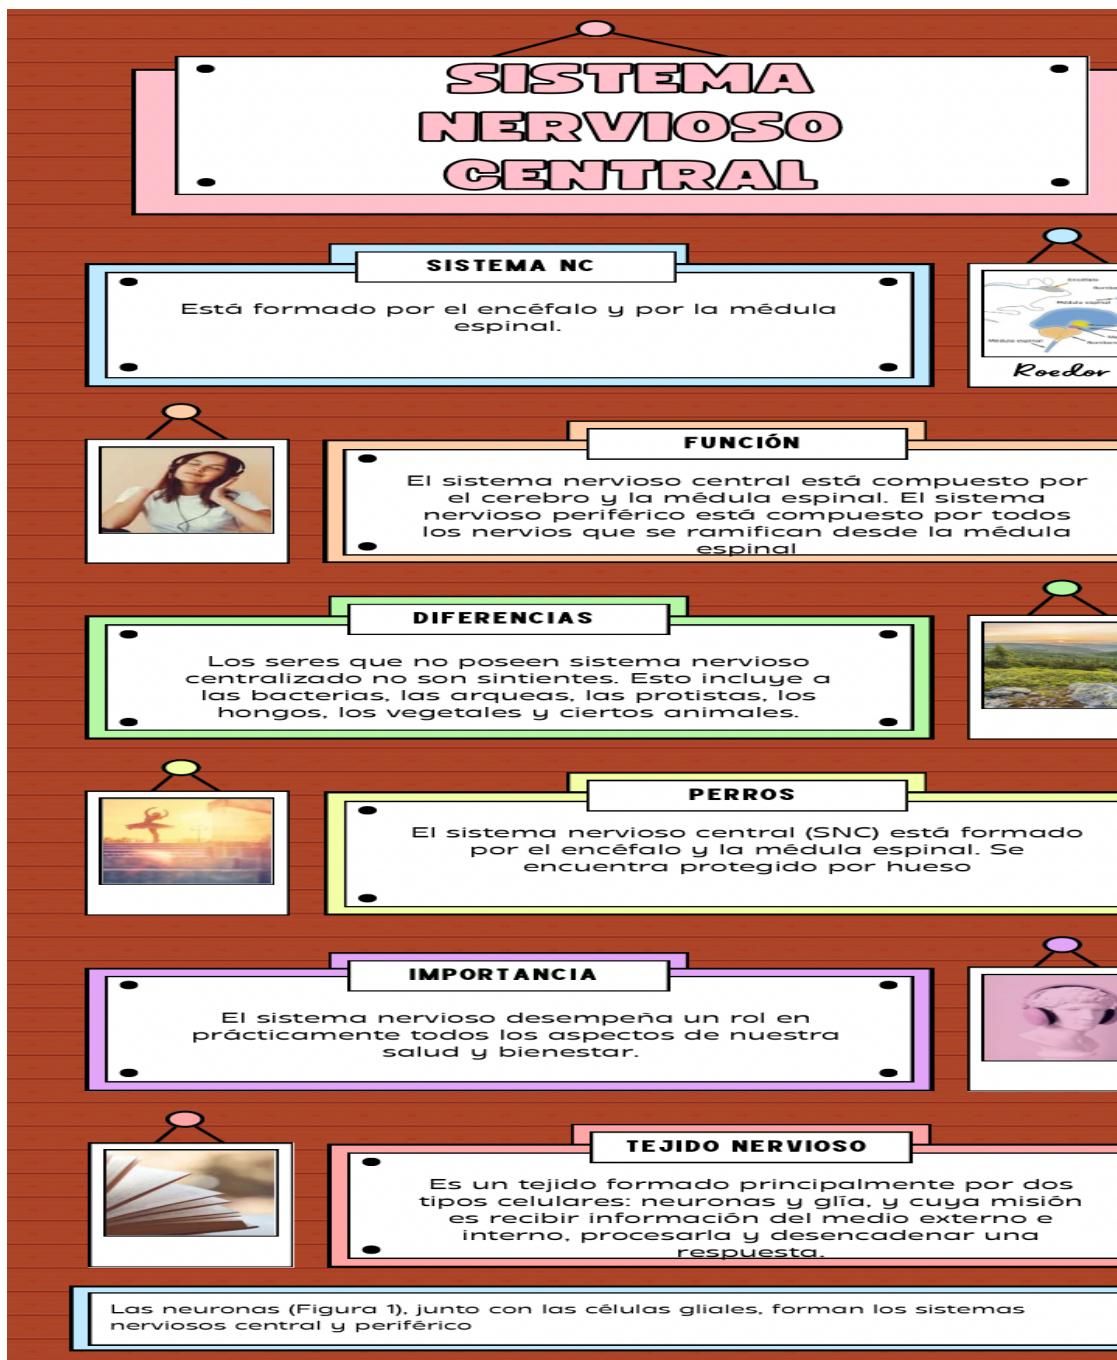 SISTEMA
NERVIOSO
CENTRAL
SISTEMA NC
Está formado por el encéfalo y por la médula
espinal.
Encéfalo
Médula espinal
Médula espinal
Roedor
FUNCIÓN
El sistema nervioso central está compuesto por
el cerebro y la médula espinal. El sistema
nervioso periférico está compuesto por todos
los nervios que se ramifican desde la médula
espinal
DIFERENCIAS
Los seres que no poseen sistema nervioso
centralizado no son sintientes. Esto incluye a
las bacterias, las arqueas, las protistas, los
hongos, los vegetales y ciertos animales.
PERROS
El sistema nervioso central (SNC) está formado
por el encéfalo y la médula espinal. Se
encuentra protegido por hueso
IMPORTANCIA
El sistema nervioso desempeña un rol en
prácticamente todos los aspectos de nuestra
salud y bienestar.
TEJIDO NERVIOSO
Es un tejido formado principalmente por dos
tipos celulares: neuronas y glía, y cuya misión
es recibir información del medio externo e
interno, procesarla y desencadenar una
respuesta.
Las neuronas (Figura 1), junto con las células gliales, forman los sistemas
nerviosos central y periférico